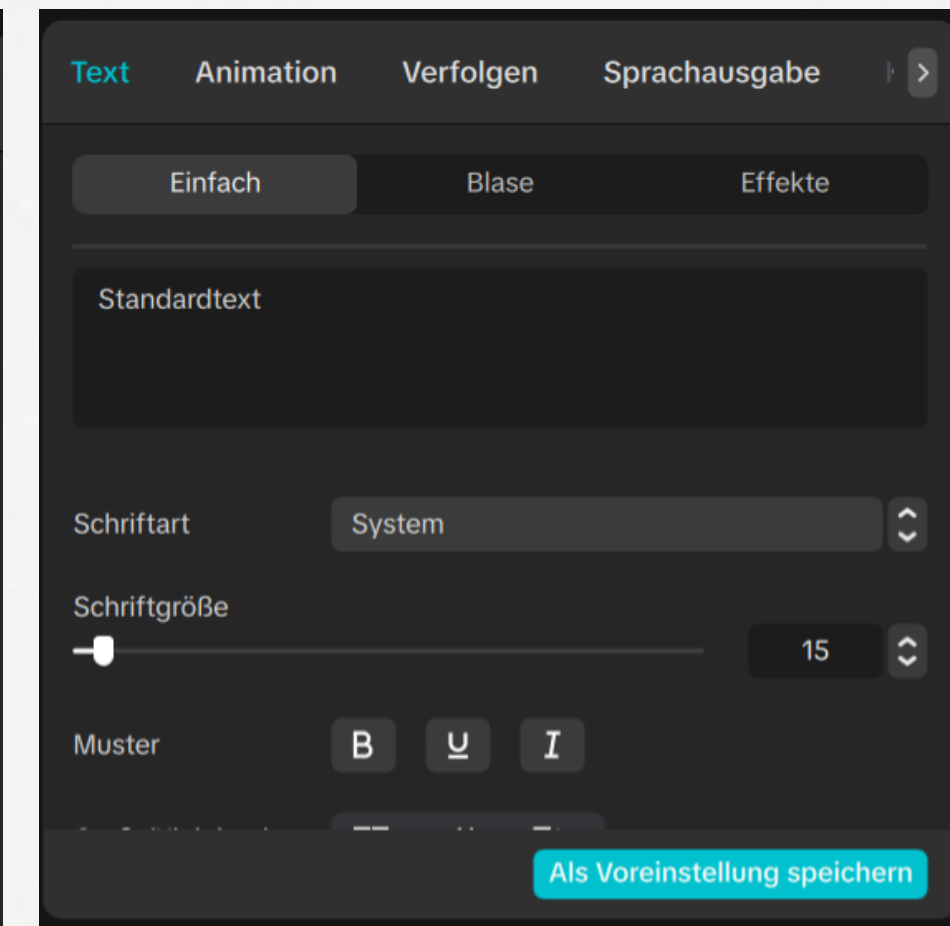 Text Animation Verfolgen Sprachausgabe
Einfach Blase Effekte
Standardtext
Schriftart System
Schriftgröße
15
Muster B U I
Als Voreinstellung speichern